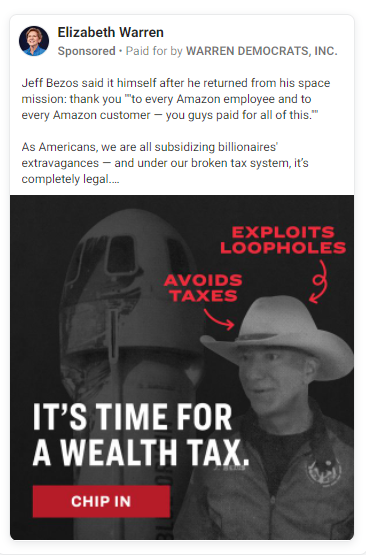 Elizabeth Warren
Sponsored · Paid for by WARREN DEMOCRATS, INC.
Jeff Bezos said it himself after he returned from his space
mission: thank you ""to every Amazon employee and to
every Amazon customer — you guys paid for all of this.""
As Americans, we are all subsidizing billionaires'
extravagances — and under our broken tax system, it's
completely legal....
EXPLOITS
LOOPHOLES
AVOIDS
TAXES
IT'S TIME FOR
A WEALTH TAX.
J. BEZOS
CHIP IN